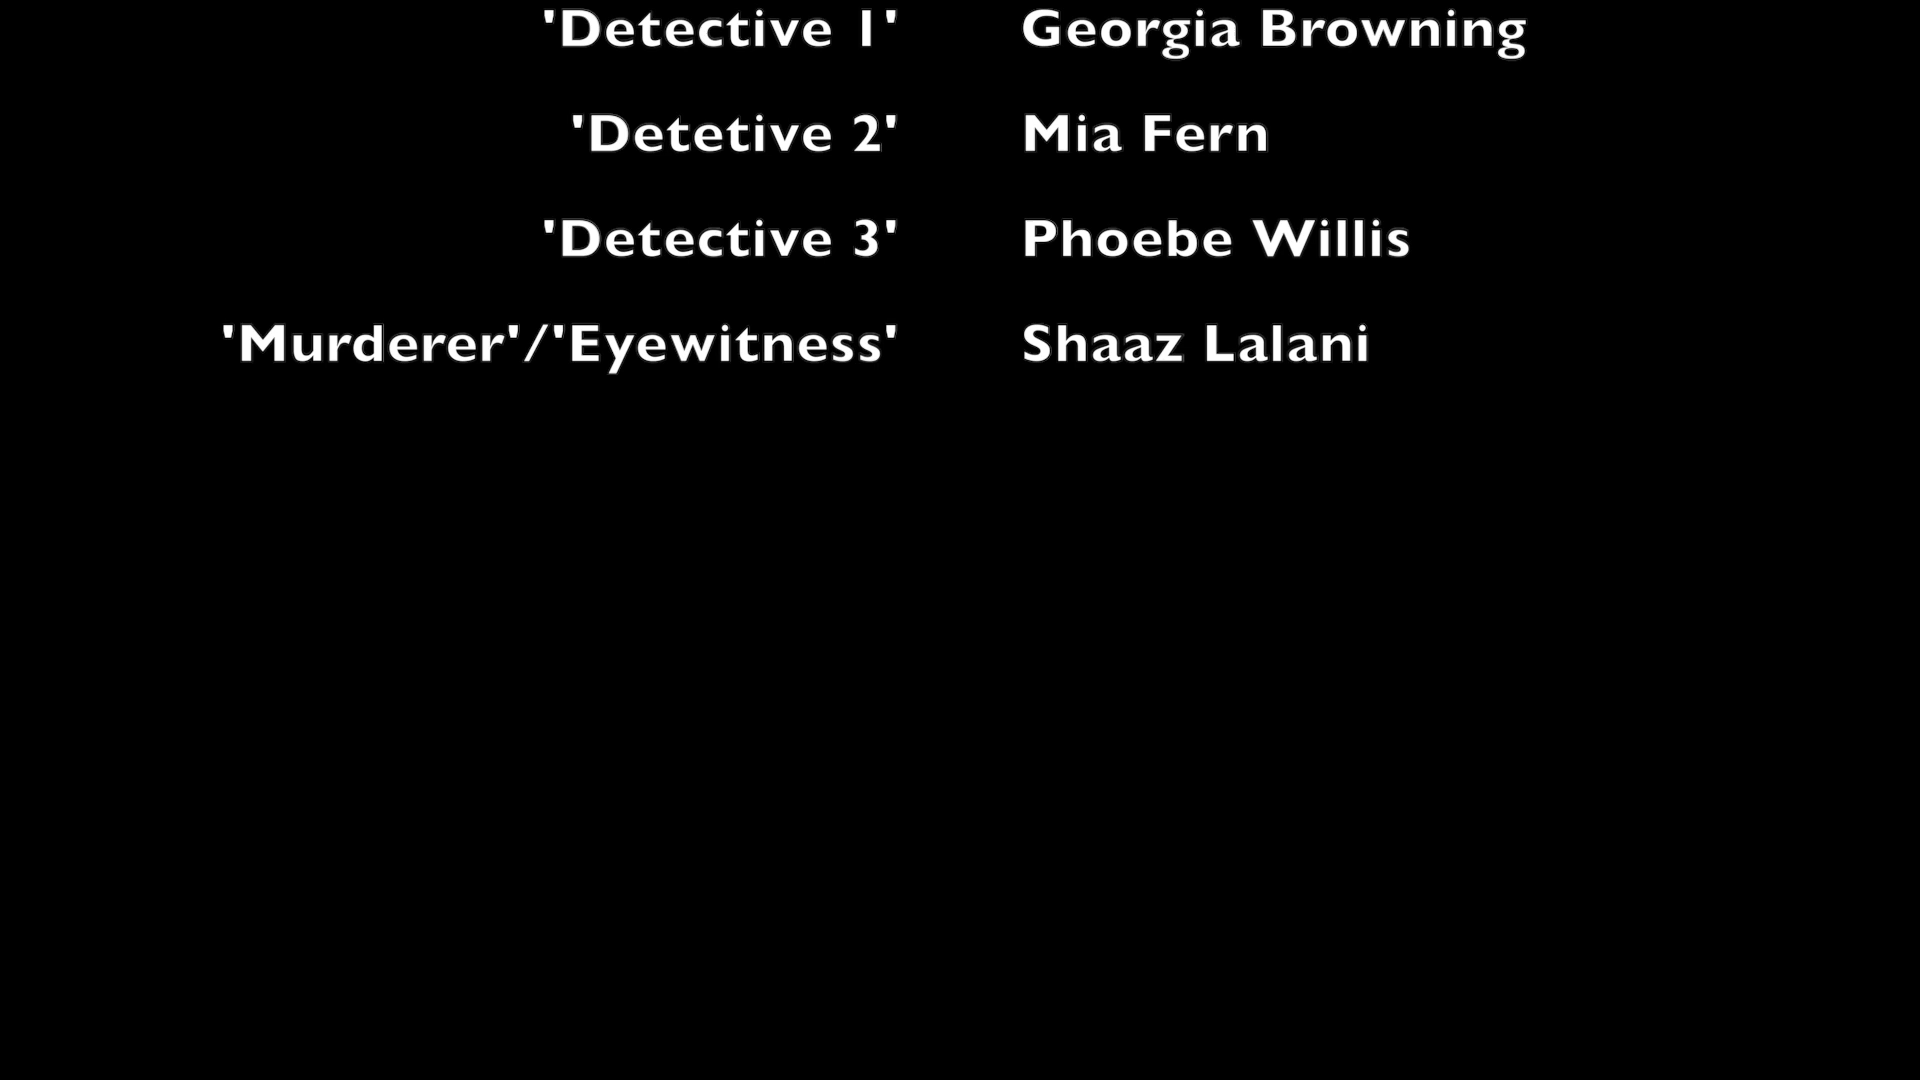 'Detective 1' Georgia Browning
'Detetive 2' Mia Fern
'Detective 3' Phoebe Willis
'Murderer'/'Eyewitness' Shaaz Lalani